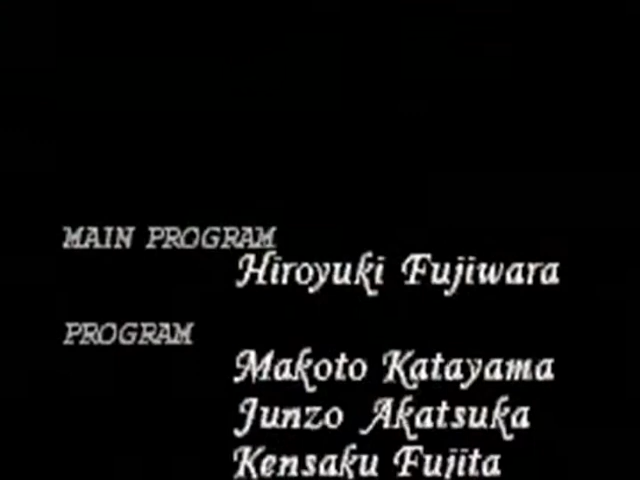 MAIN PROGRAM
Hiroyuki Fujiwara
PROGRAM
Makoto Katayama
Junzo Akatsuka
Kensaku Fujita